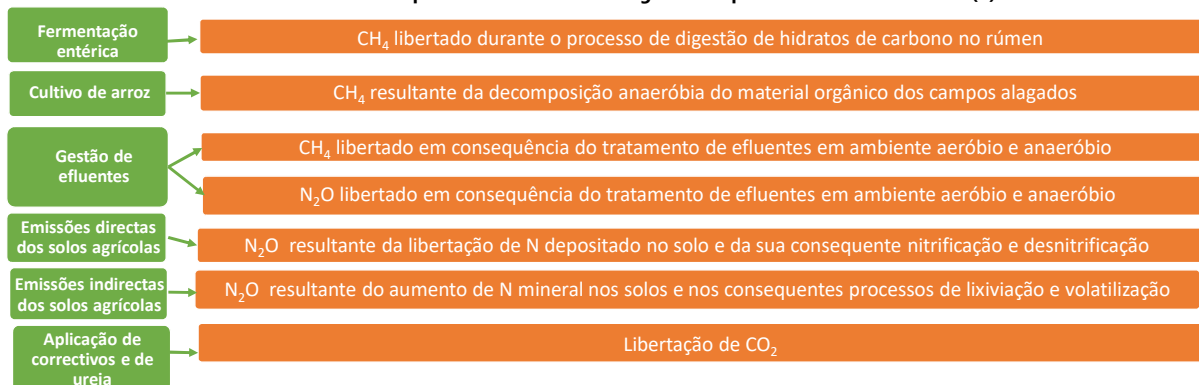 Fermentação
entérica
CH₄ libertado durante o processo de digestão de hidratos de carbono no rúmen
Cultivo de arroz
CH₄ resultante da decomposição anaeróbia do material orgânico dos campos alagados
Gestão de
efluentes
CH₄ libertado em consequência do tratamento de efluentes em ambiente aeróbio e anaeróbio
N₂O libertado em consequência do tratamento de efluentes em ambiente aeróbio e anaeróbio
Emissões directas
dos solos agrícolas
N₂O resultante da libertação de N depositado no solo e da sua consequente nitrificação e desnitrificação
Emissões indirectas
dos solos agrícolas
N₂O resultante do aumento de N mineral nos solos e nos consequentes processos de lixiviação e volatilização
Aplicação de
correctivos e de
ureia
Libertação de CO₂